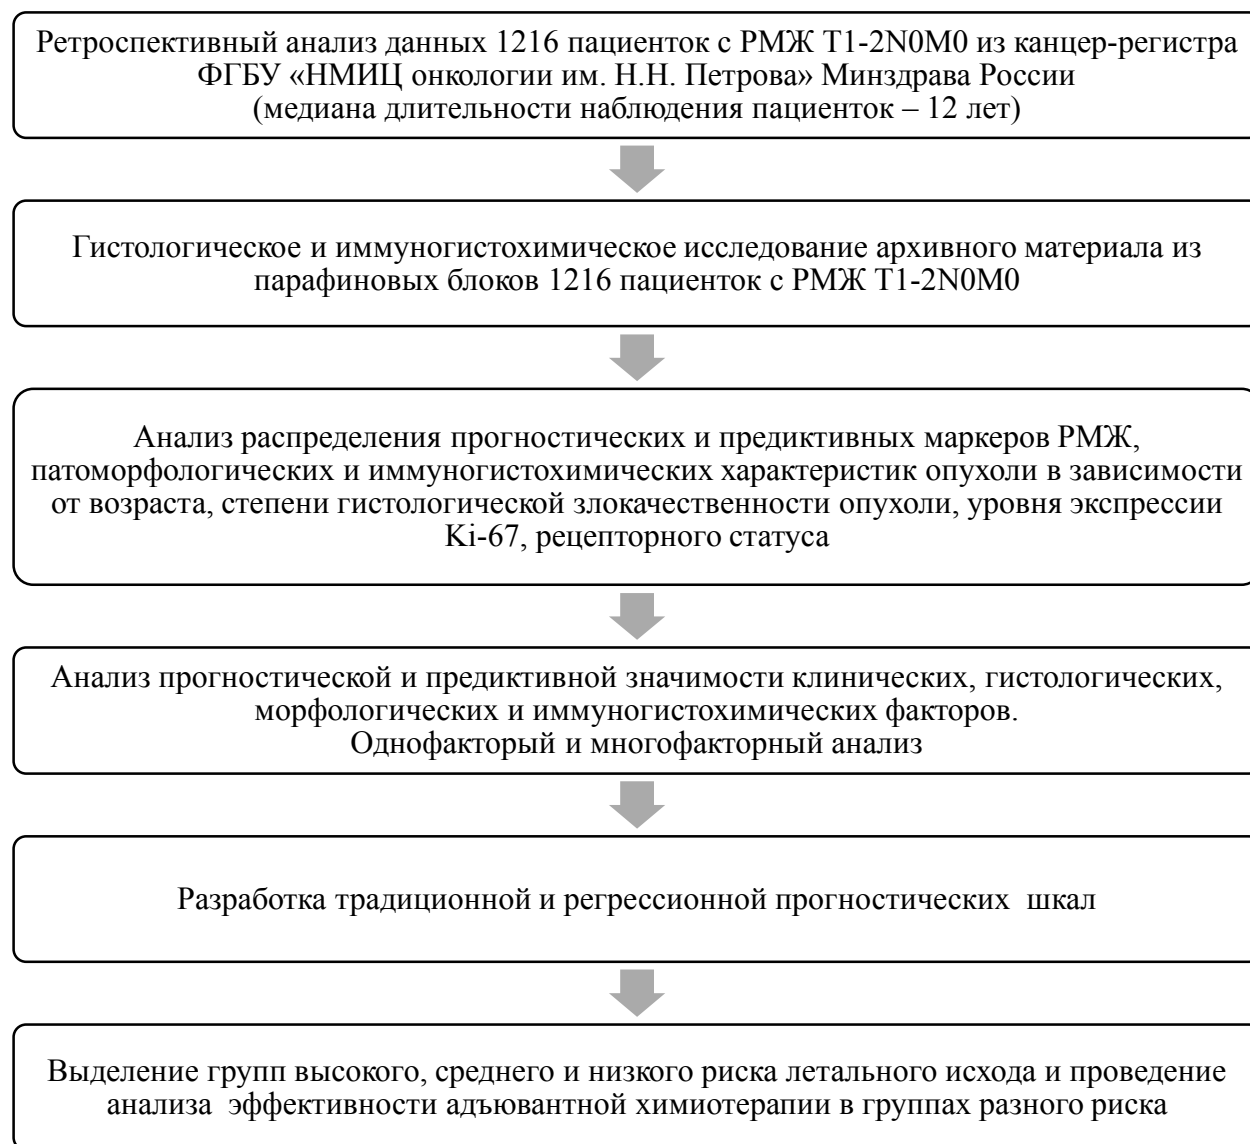 Ретроспективный анализ данных 1216 пациенток с РМЖ T1-2N0M0 из канцер-регистра
ФГБУ «НМИЦ онкологии им. Н.Н. Петрова» Минздрава России
(медиана длительности наблюдения пациенток – 12 лет)
Гистологическое и иммуногистохимическое исследование архивного материала из
парафиновых блоков 1216 пациенток с РМЖ T1-2N0M0
Анализ распределения прогностических и предиктивных маркеров РМЖ,
патоморфологических и иммуногистохимических характеристик опухоли в зависимости
от возраста, степени гистологической злокачественности опухоли, уровня экспрессии
Ki-67, рецепторного статуса
Анализ прогностической и предиктивной значимости клинических, гистологических,
морфологических и иммуногистохимических факторов.
Однофакторый и многофакторный анализ
Разработка традиционной и регрессионной прогностических шкал
Выделение групп высокого, среднего и низкого риска летального исхода и проведение
анализа эффективности адъювантной химиотерапии в группах разного риска